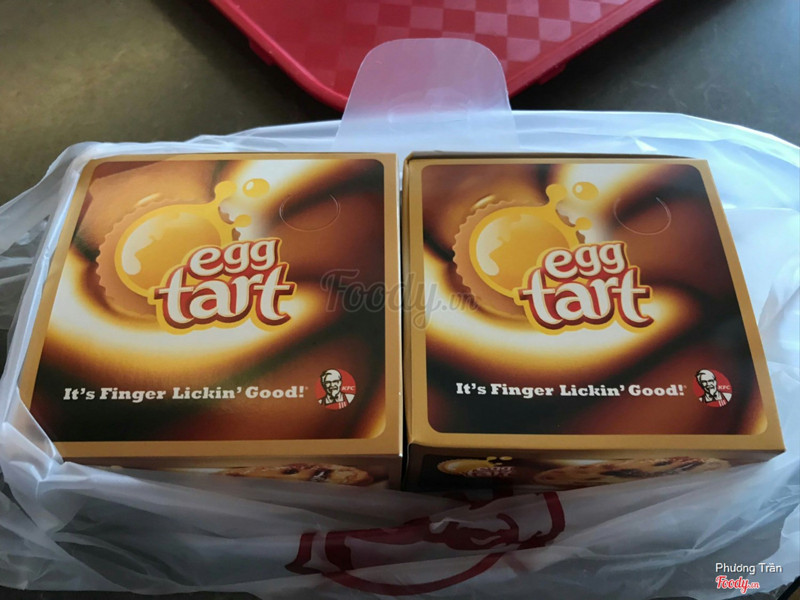 egg
tart
It's Finger Lickin' Good!
KFC
egg
tart
It's Finger Lickin' Good!
KFC
Foody.vn
Phương Trần
Foody.vn